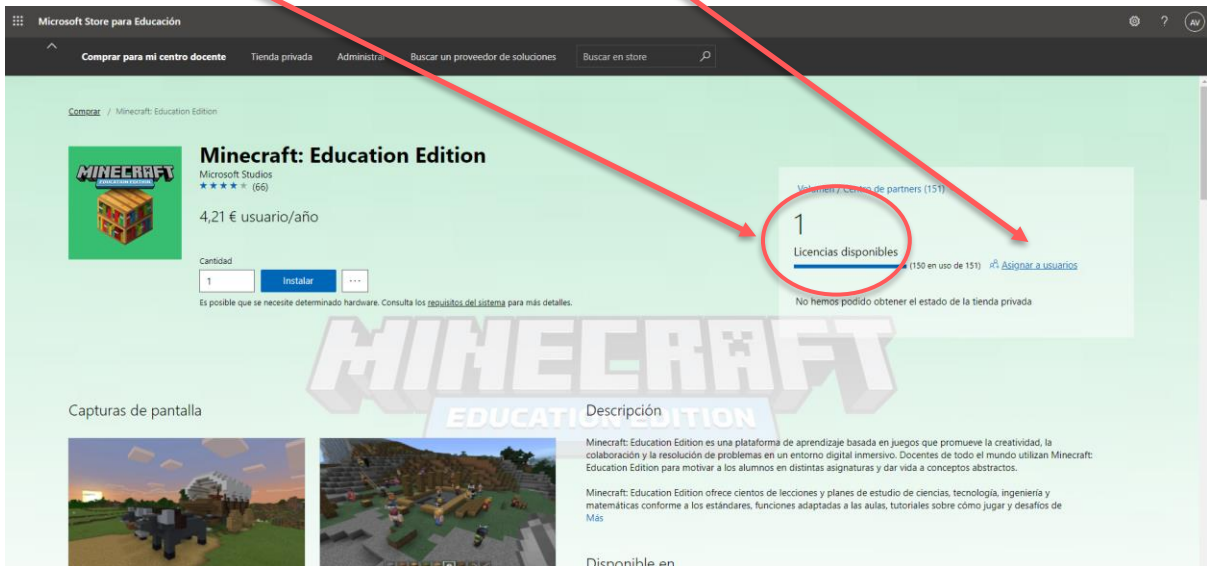 Microsoft Store para Educación
?
AV
Comprar para mi centro docente
Tienda privada
Administrar
Buscar un proveedor de soluciones
Buscar en store
Comprar / Minecraft: Education Edition
MINECRAFT
EDUCATION EDITION
Minecraft: Education Edition
Microsoft Studios
(66)
4,21 € usuario/año
Cantidad
1
Instalar
...
Es posible que se necesite determinado hardware. Consulta los requisitos del sistema para más detalles.
Volumen / Centro de partners (151)
1
Licencias disponibles
(150 en uso de 151)
Asignar a usuarios
No hemos podido obtener el estado de la tienda privada
MINECRAFT
EDUCATION EDITION
Capturas de pantalla
Descripción
Minecraft: Education Edition es una plataforma de aprendizaje basada en juegos que promueve la creatividad, la
colaboración y la resolución de problemas en un entorno digital inmersivo. Docentes de todo el mundo utilizan Minecraft:
Education Edition para motivar a los alumnos en distintas asignaturas y dar vida a conceptos abstractos.
Minecraft: Education Edition ofrece cientos de lecciones y planes de estudio de ciencias, tecnología, ingeniería y
matemáticas conforme a los estándares, funciones adaptadas a las aulas, tutoriales sobre cómo jugar y desafíos de
Más
Disponible en